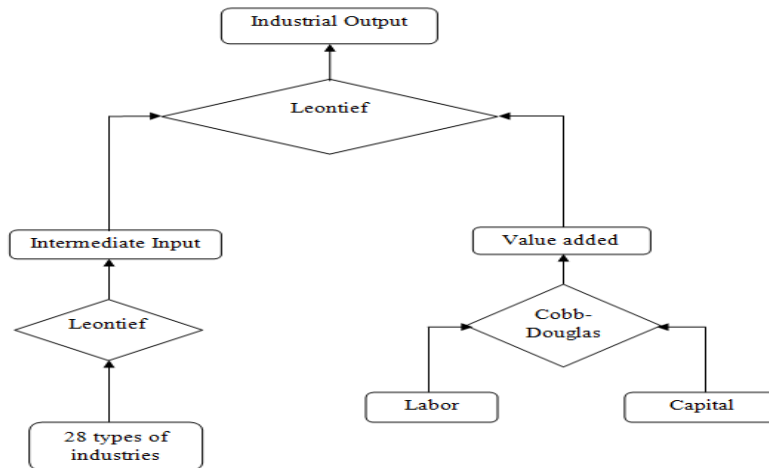 Industrial Output
Leontief
Intermediate Input
Value added
Leontief
Cobb-
Douglas
Labor
Capital
28 types of
industries